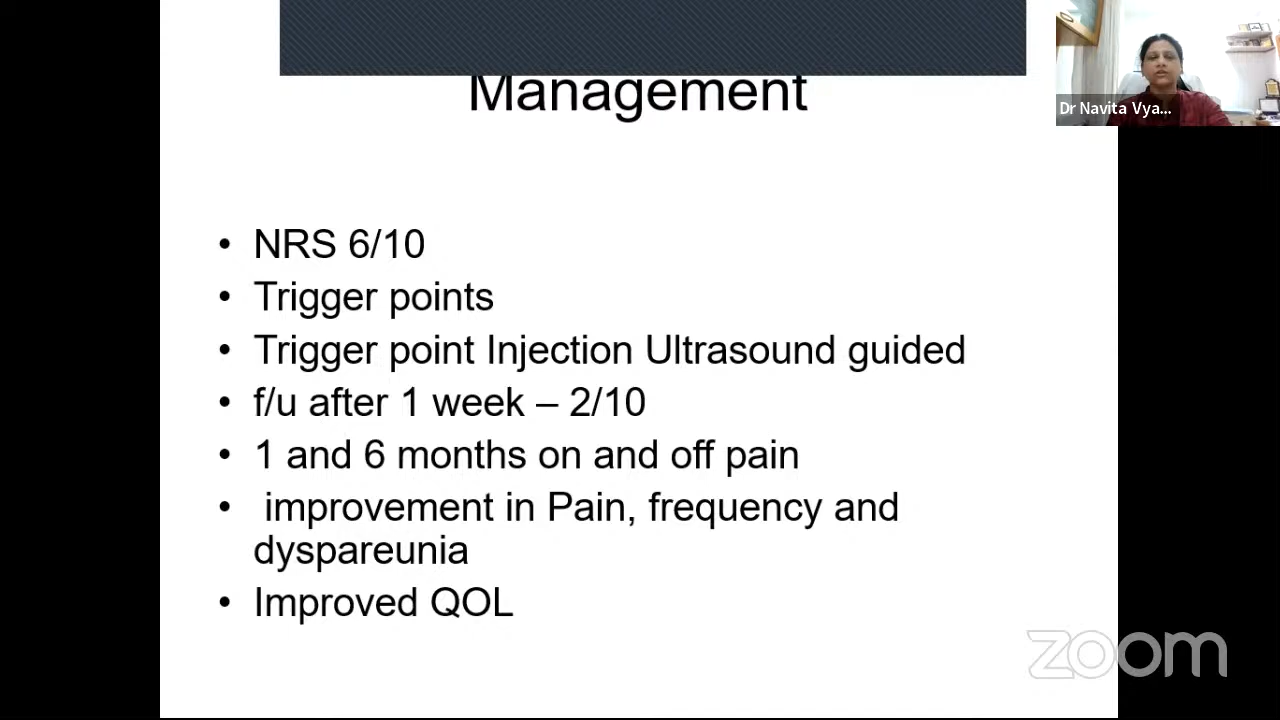 Management
Dr Navita Vya...
• NRS 6/10
• Trigger points
• Trigger point Injection Ultrasound guided
• f/u after 1 week – 2/10
• 1 and 6 months on and off pain
• improvement in Pain, frequency and
dyspareunia
• Improved QOL
zoom